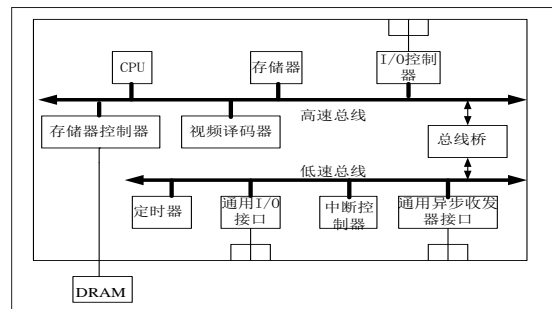 CPU
存储器
I/O控制
器
高速总线
存储器控制器
视频译码器
总线桥
低速总线
定时器
通用I/O
接口
中断控
制器
通用异步收发
器接口
DRAM